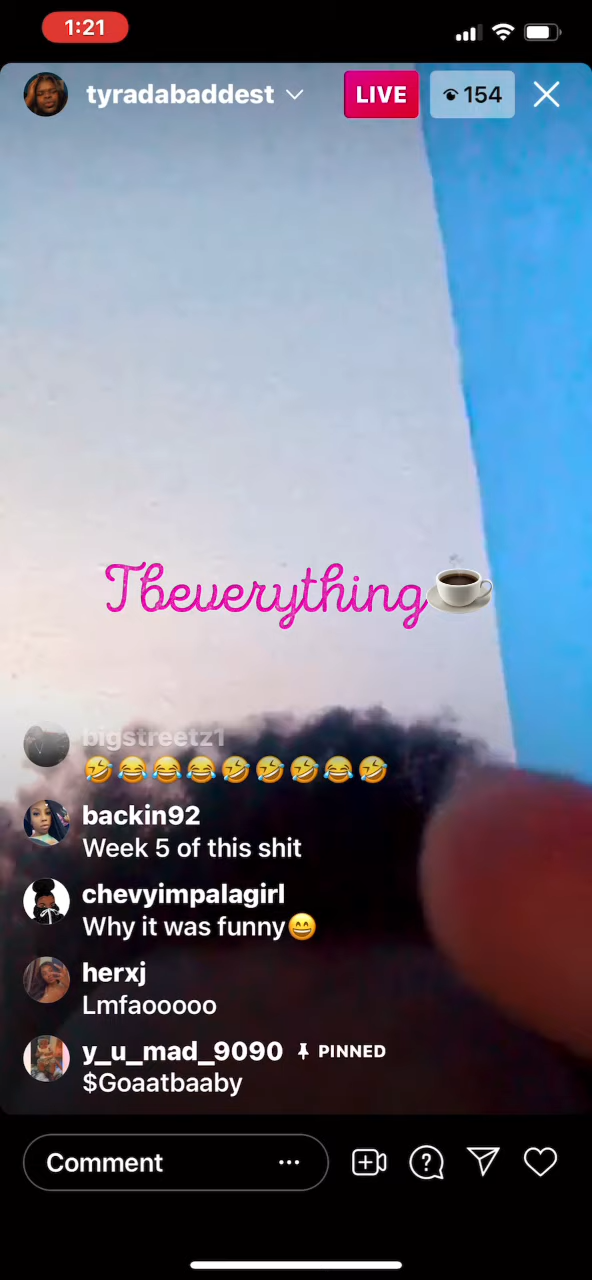 1:21
tyradabaddest
LIVE
154
Tbeverything☕
bigstreetz1
🤣😂😂😂🤣🤣🤣😂🤣
backin92
Week 5 of this shit
chevyimpalagirl
Why it was funny😄
herxj
Lmfaooooo
y_u_mad_9090 PINNED
$Goaatbaaby
Comment